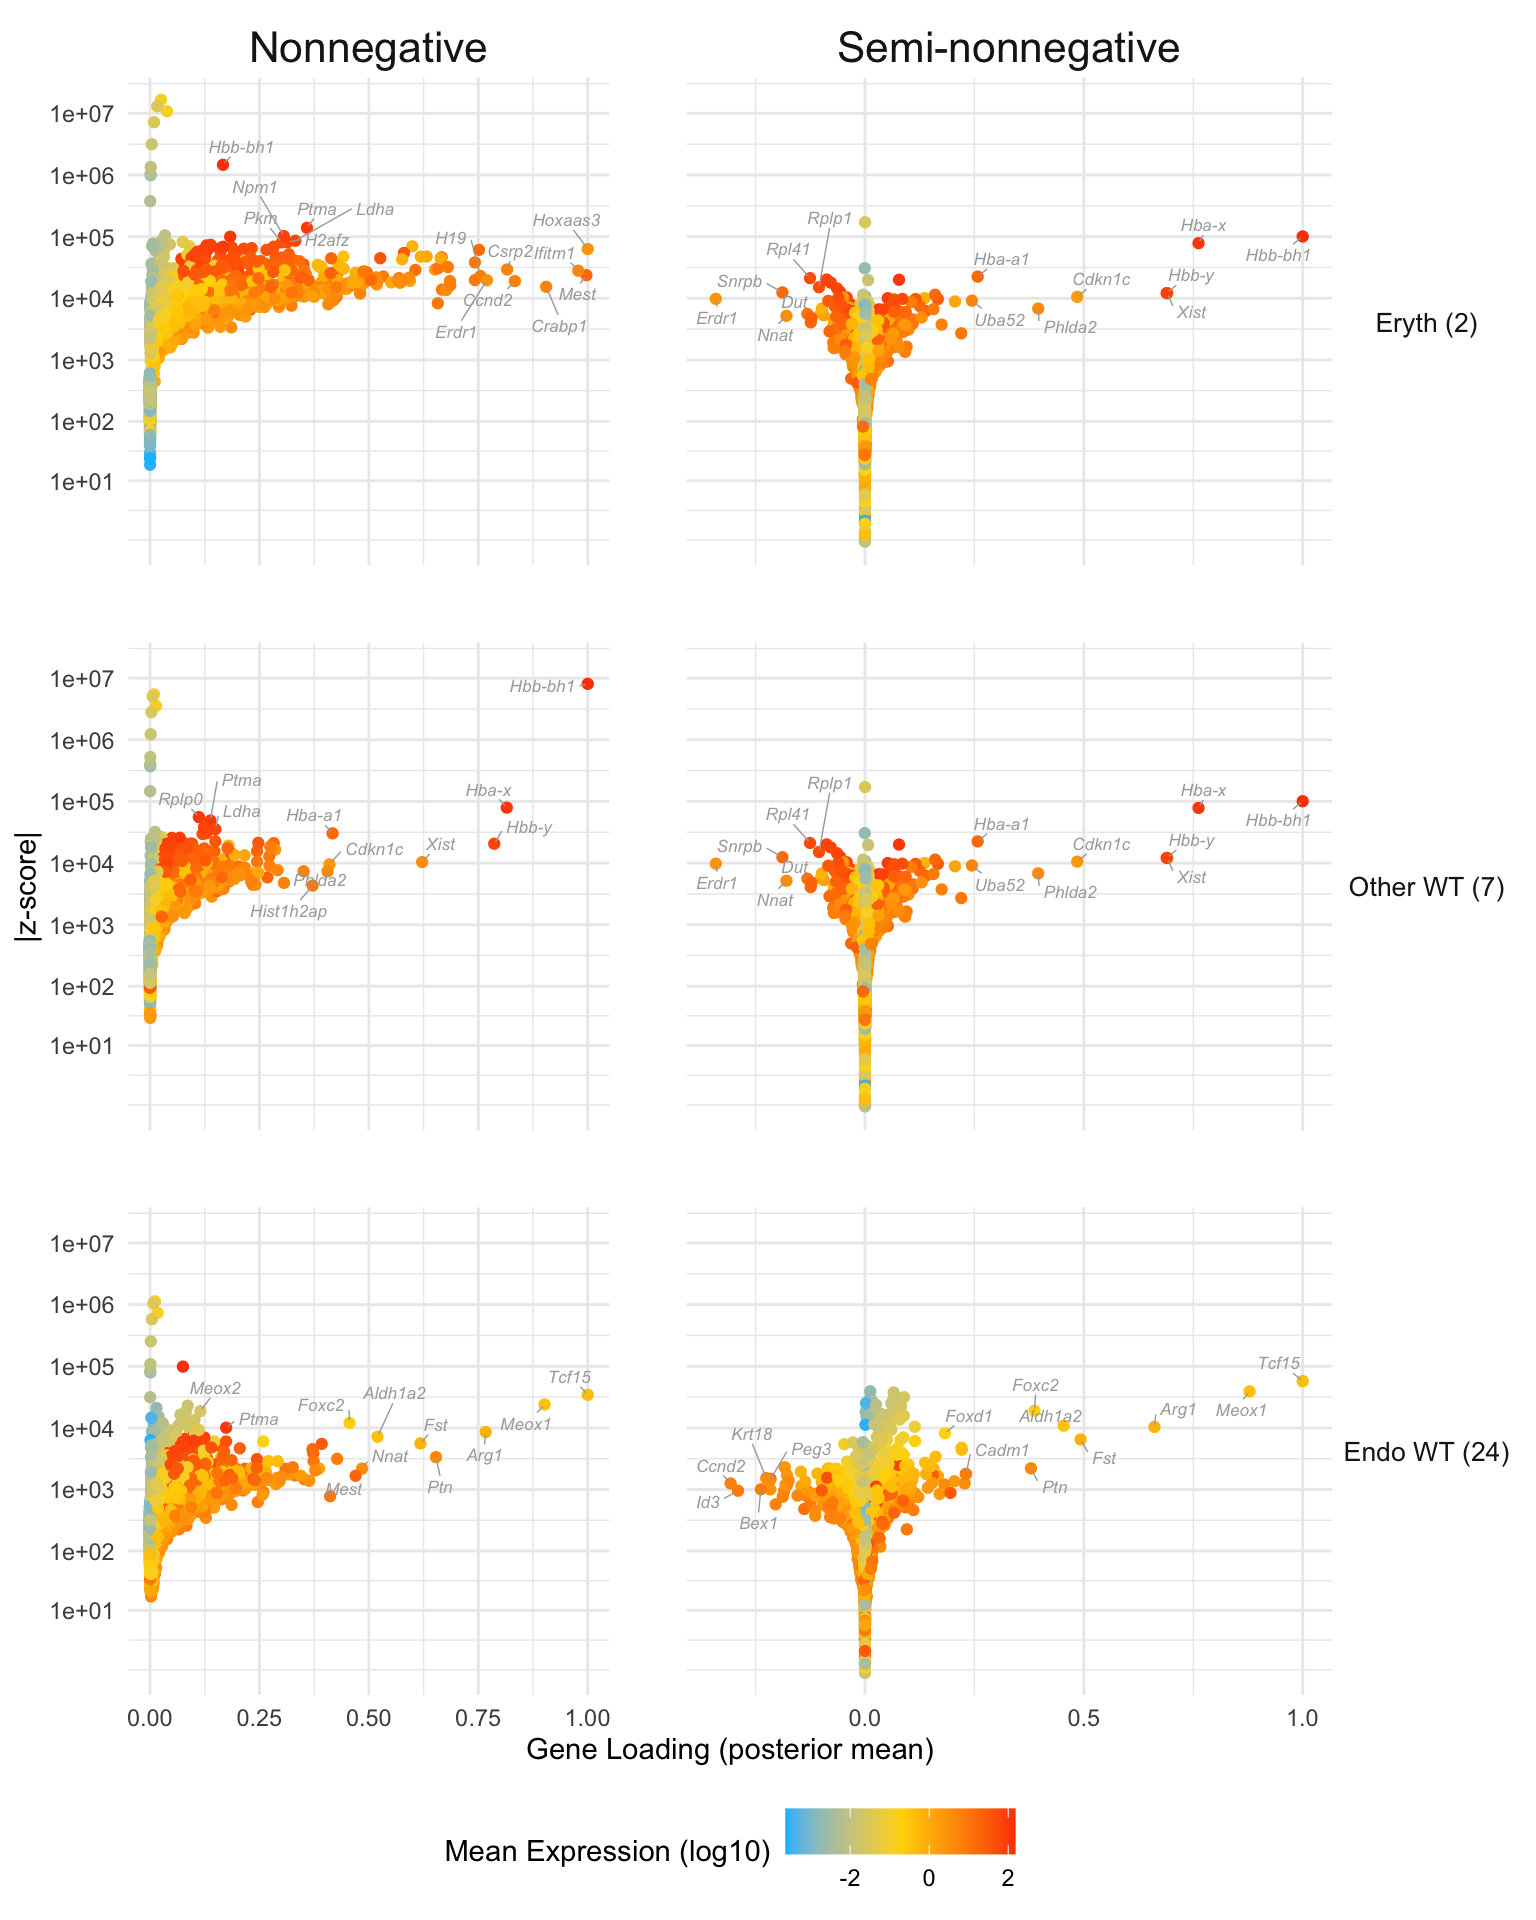 Nonnegative
Semi-nonnegative
1e+07
1e+06
1e+05
1e+04
1e+03
1e+02
1e+01
Hbb-bh1
Npm1
Pkm
Ptma
Ldha
H2afz
H19
Csrp2
Hoxaas3
Ifitm1
Mest
Ccnd2
Erdr1
Crabp1
Rplp1
Rpl41
Snrpb
Dut
Erdr1
Nnat
Hba-x
Hbb-bh1
Hba-a1
Cdkn1c
Hbb-y
Xist
Uba52
Phlda2
Eryth (2)
|z-score|
1e+07
1e+06
1e+05
1e+04
1e+03
1e+02
1e+01
Hbb-bh1
Ptma
Rplp0
Ldha
Hba-a1
Hba-x
Hbb-y
Xist
Cdkn1c
Phlda2
Hist1h2ap
Rplp1
Rpl41
Snrpb
Dut
Erdr1
Nnat
Hba-x
Hbb-bh1
Hba-a1
Cdkn1c
Hbb-y
Xist
Uba52
Phlda2
Other WT (7)
1e+07
1e+06
1e+05
1e+04
1e+03
1e+02
1e+01
Meox2
Ptma
Foxc2
Aldh1a2
Tcf15
Fst
Meox1
Arg1
Nnat
Mest
Ptn
Tcf15
Foxc2
Foxd1
Aldh1a2
Arg1
Meox1
Krt18
Peg3
Cadm1
Fst
Ccnd2
Id3
Bex1
Ptn
Endo WT (24)
0.00
0.25
0.50
0.75
1.00
0.0
0.5
1.0
Gene Loading (posterior mean)
Mean Expression (log10)
-2
0
2